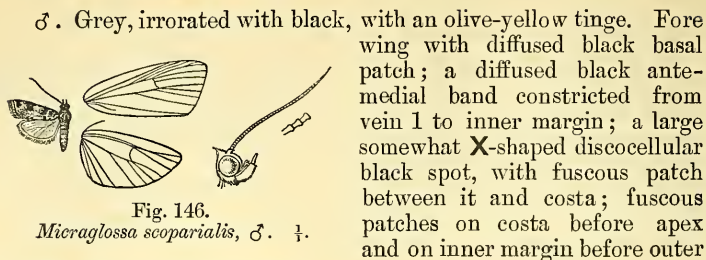 ♂. Grey, irrorated with black, with an olive-yellow tinge. Fore
wing with diffused black basal
patch; a diffused black ante-
medial band constricted from
vein 1 to inner margin; a large
somewhat X-shaped discocellular
black spot, with fuscous patch
between it and costa; fuscous
patches on costa before apex
and on inner margin before outer
Fig. 146.
Micraglossa scoparialis, ♂. 1/1.